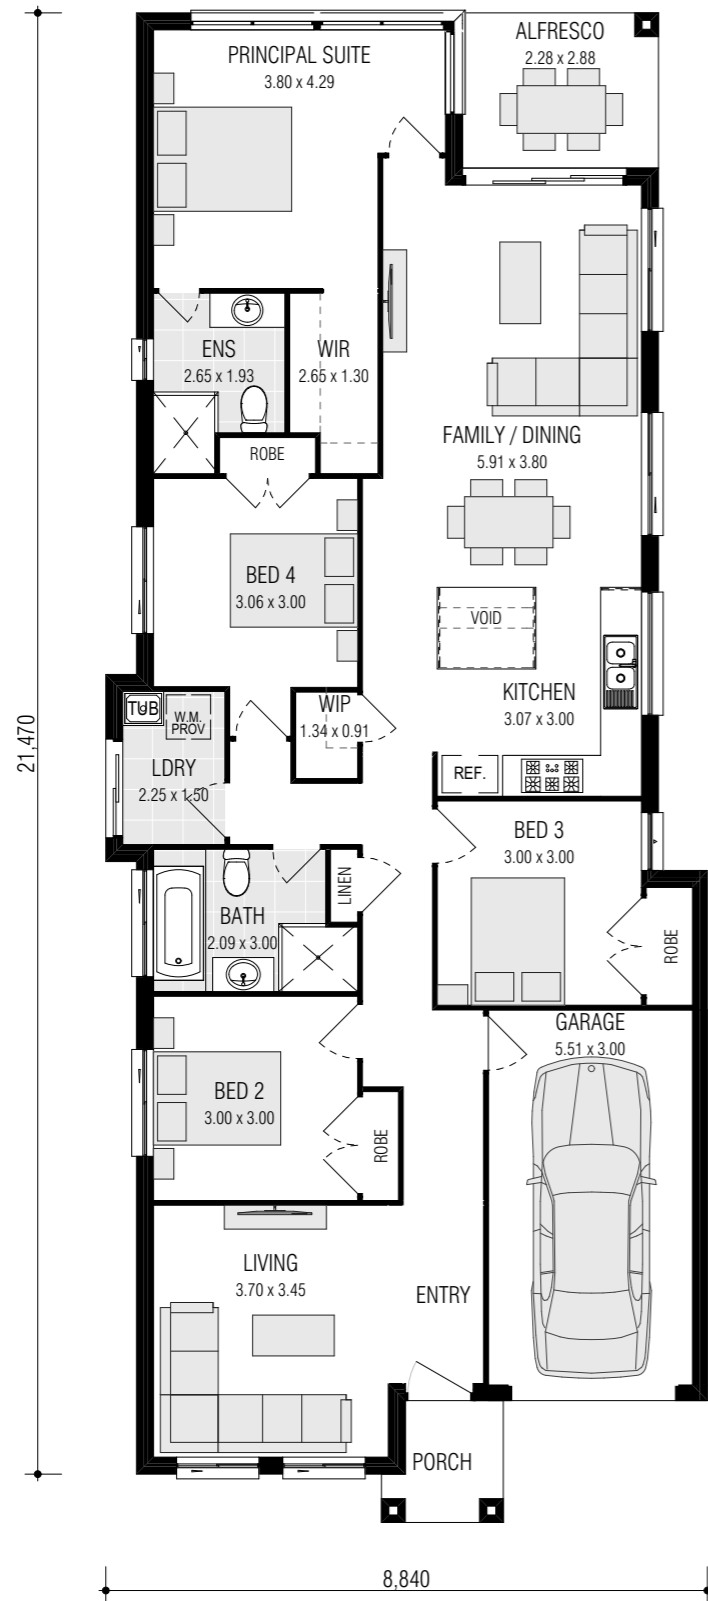 PRINCIPAL SUITE
3.80 x 4.29
ALFRESCO
2.28 x 2.88
ENS
2.65 x 1.93
WIR
2.65 x 1.30
ROBE
FAMILY / DINING
5.91 x 3.80
BED 4
3.06 x 3.00
VOID
KITCHEN
3.07 x 3.00
WIP
1.34 x 0.91
TUB
W.M.
PROV
LDRY
2.25 x 1.50
21,470
REF.
BED 3
3.00 x 3.00
LINEN
BATH
2.09 x 3.00
ROBE
GARAGE
5.51 x 3.00
BED 2
3.00 x 3.00
ROBE
LIVING
3.70 x 3.45
ENTRY
PORCH
8,840